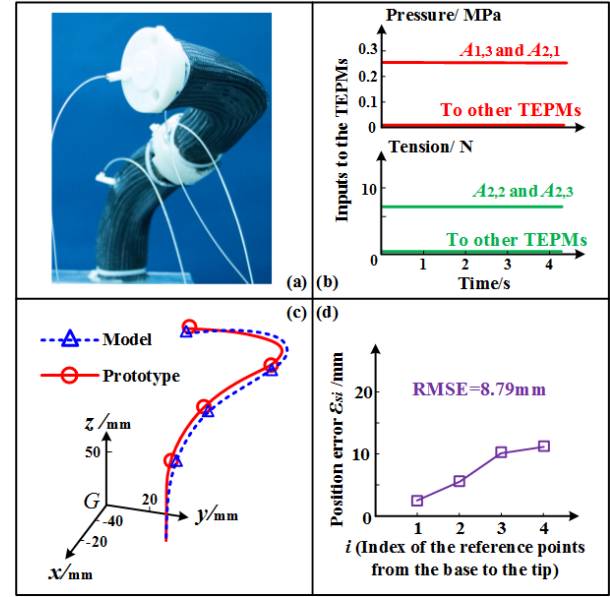 (a)
Pressure/ MPa
0.3
0.2
0.1
0
A1,3 and A2,1
To other TEPMs
Inputs to the TEPMs
Tension/ N
10
0
A2,2 and A2,3
To other TEPMs
1 2 3 4
Time/s
(b)
(c)
Model
Prototype
z/mm
50
G
20
y/mm
-40
-20
x/mm
(d)
Position error εsi /mm
20
10
0
RMSE=8.79mm
1 2 3 4
i (Index of the reference points
from the base to the tip)